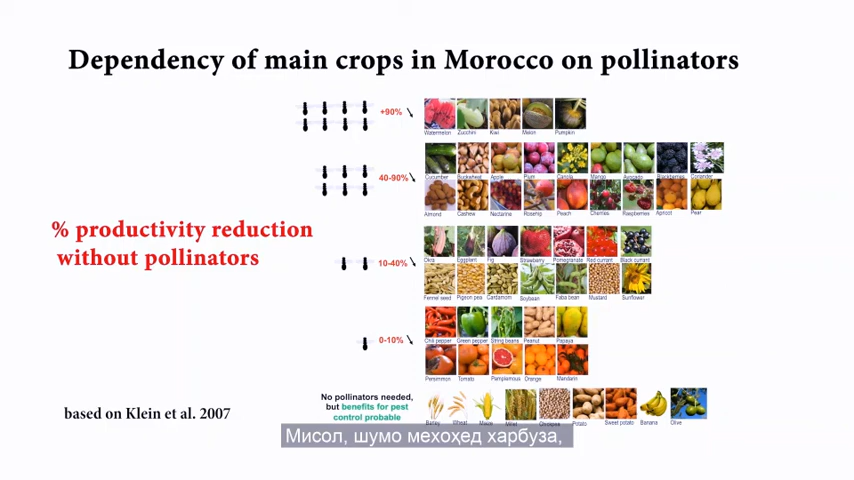 Dependency of main crops in Morocco on pollinators
+90%
Watermelon Zucchini Kiwi Melon Pumpkin
40-90%
Cucumber Buckwheat Apple Plum Canola Mango Avocado Blackberries Coriander
Almond Cashew Nectarine Rosehip Peach Cherries Raspberries Apricot Pear
% productivity reduction
without pollinators
10-40%
Okra Eggplant Fig Strawberry Pomegranate Red currant Black currant
Fennel seed Pigeon pea Cardamom Soybean Faba bean Mustard Sunflower
0-10%
Chili pepper Green pepper String beans Peanut Papaya
Persimmon Tomato Pamplemous Orange Mandarin
No pollinators needed,
but benefits for pest
control probable
Barley Wheat Maize Millet Chickpea Potato Sweet potato Banana Olive
based on Klein et al. 2007
Мисол, шумо мехоҳед харбуза,